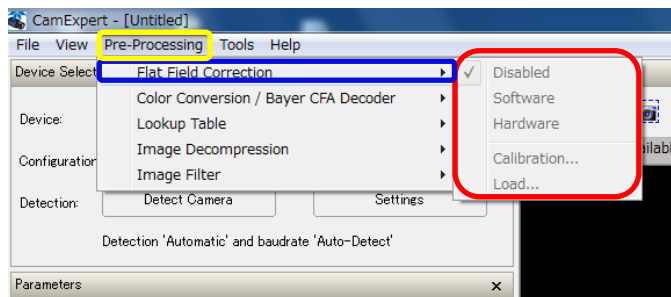 CamExpert - [Untitled]
File View Pre-Processing Tools Help
Device Select
Flat Field Correction
Disabled
Color Conversion / Bayer CFA Decoder
Software
Device:
Lookup Table
Hardware
Image Decompression
Configuration
Calibration...
Image Filter
Load...
Detection:
Detect Camera
Settings
Detection 'Automatic' and baudrate 'Auto-Detect'
Parameters